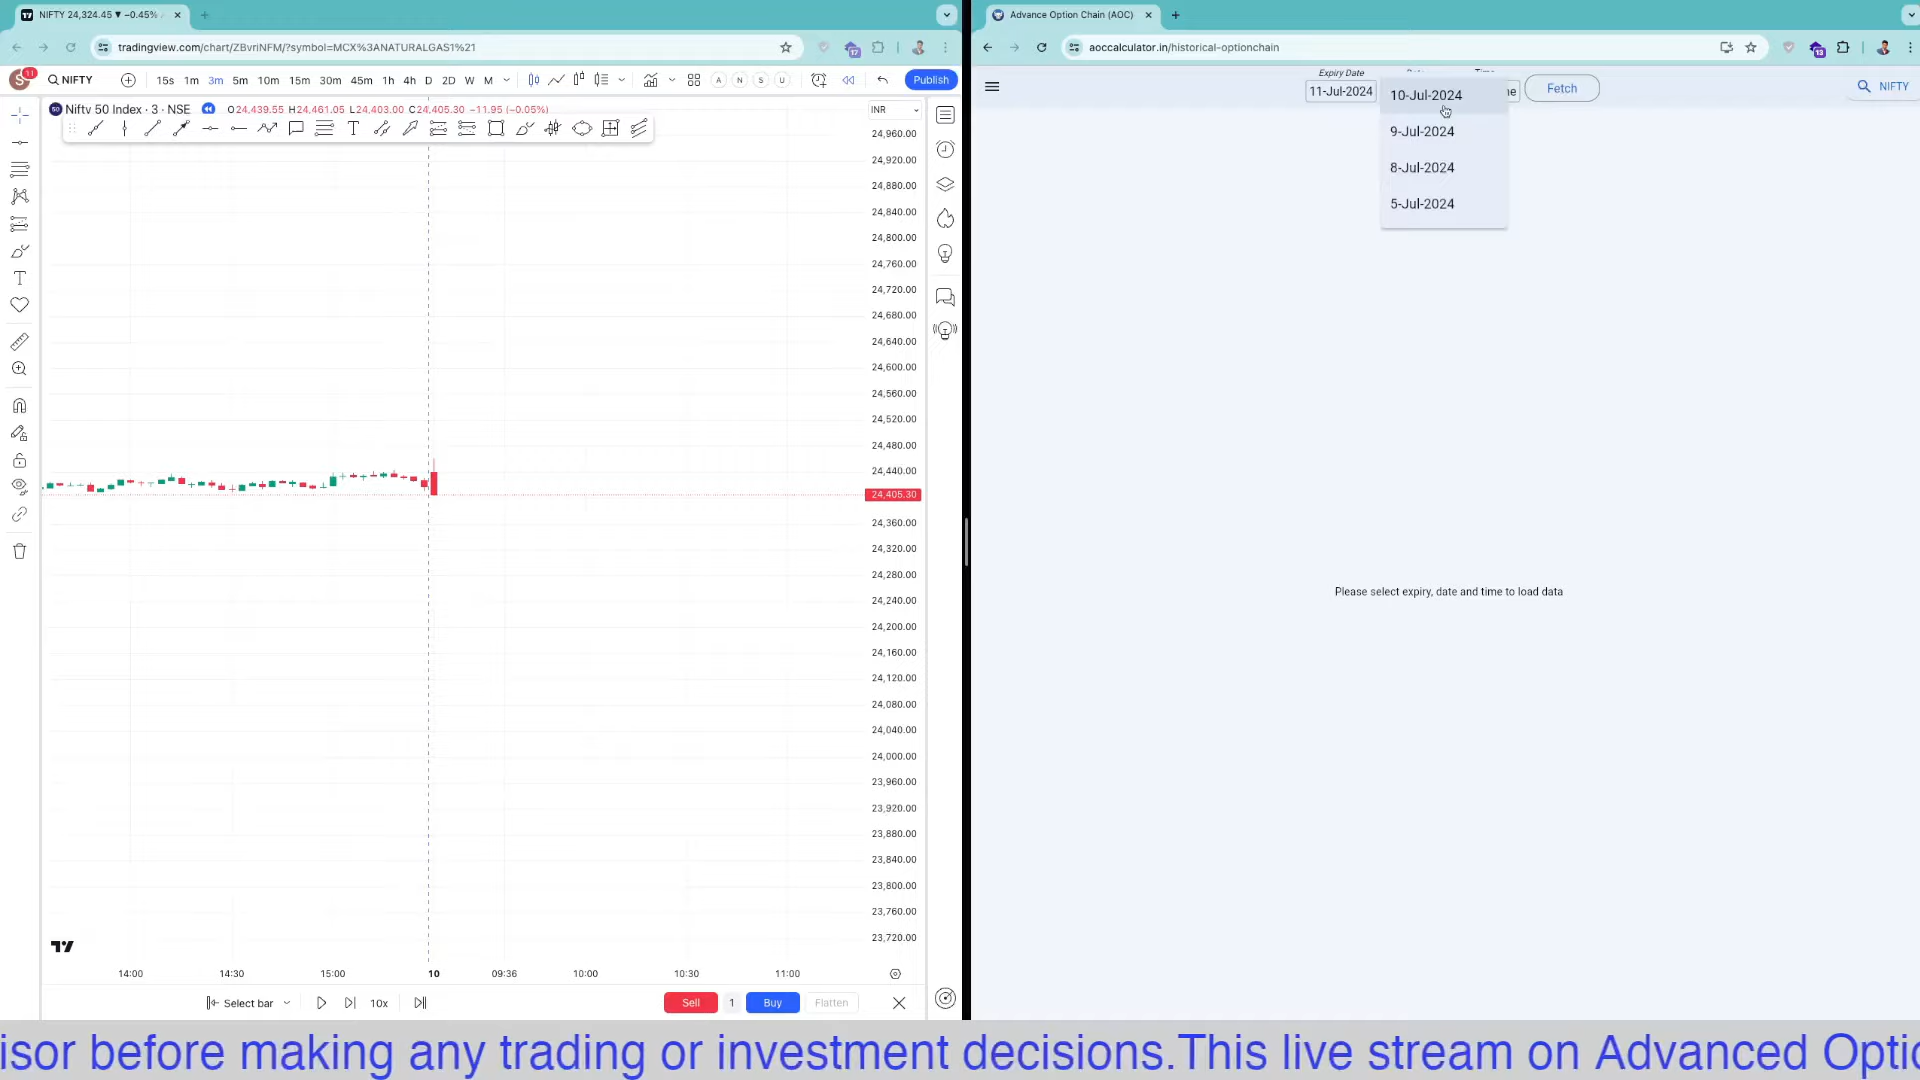 NIFTY 24,324.45 ▼ −0.45%
tradingview.com/chart/ZBvriNFM/?symbol=MCX%3ANATURALGAS1%21
17
11
NIFTY
15s 1m 3m 5m 10m 15m 30m 45m 1h 4h D 2D W M
A N S U
Publish
Nifty 50 Index · 3 · NSE
O24,439.55 H24,461.05 L24,403.00 C24,405.30 −11.95 (−0.05%)
INR
24,960.00
24,920.00
24,880.00
24,840.00
24,800.00
24,760.00
24,720.00
24,680.00
24,640.00
24,600.00
24,560.00
24,520.00
24,480.00
24,440.00
24,405.30
24,360.00
24,320.00
24,280.00
24,240.00
24,200.00
24,160.00
24,120.00
24,080.00
24,040.00
24,000.00
23,960.00
23,920.00
23,880.00
23,840.00
23,800.00
23,760.00
23,720.00
14:00 14:30 15:00 10 09:36 10:00 10:30 11:00
Select bar 10x Sell 1 Buy Flatten
Advance Option Chain (AOC)
aoccalculator.in/historical-optionchain
13
Expiry Date
11-Jul-2024
10-Jul-2024
9-Jul-2024
8-Jul-2024
5-Jul-2024
Fetch
NIFTY
Please select expiry, date and time to load data
isor before making any trading or investment decisions.This live stream on Advanced Optio